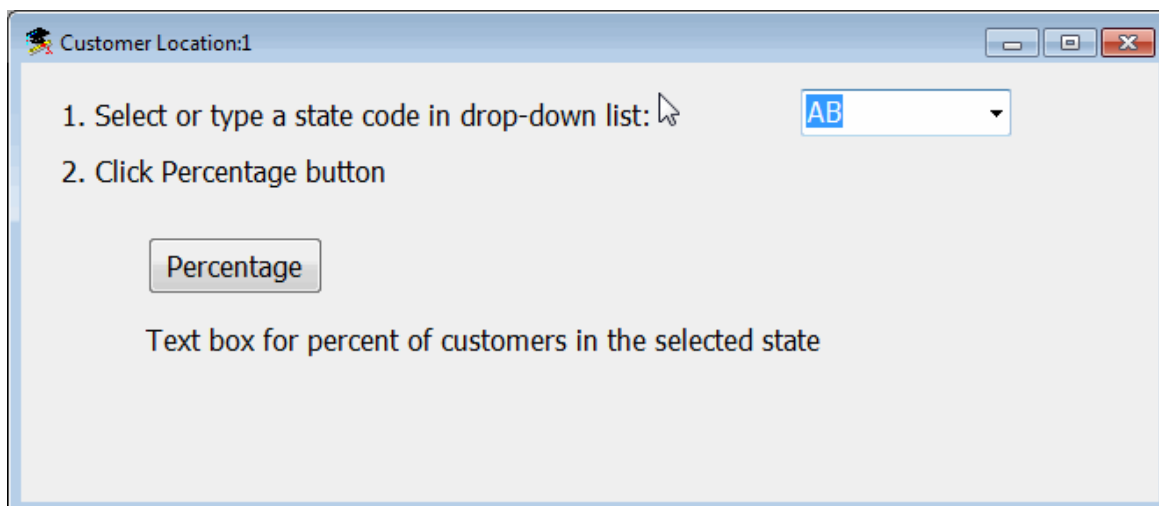 Customer Location:1
1. Select or type a state code in drop-down list:
AB
2. Click Percentage button
Percentage
Text box for percent of customers in the selected state